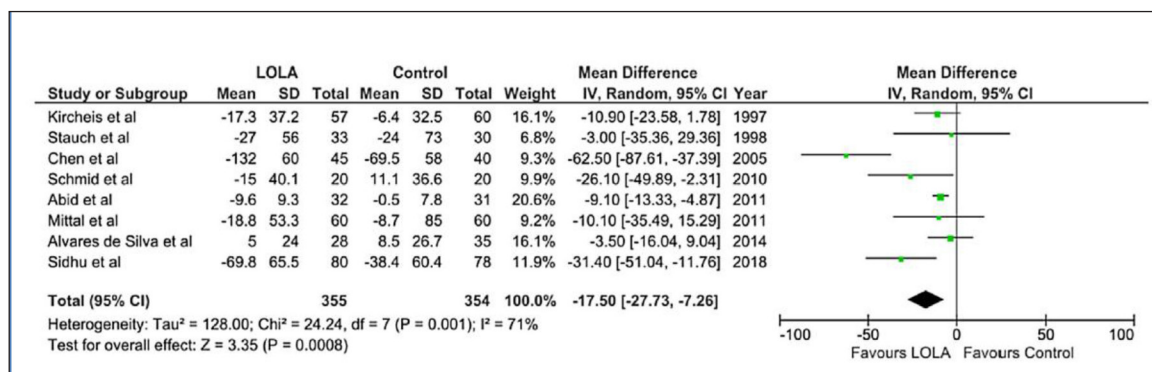 LOLA Control Mean Difference Mean Difference
Study or Subgroup Mean SD Total Mean SD Total Weight IV, Random, 95% CI Year IV, Random, 95% CI
Kircheis et al -17.3 37.2 57 -6.4 32.5 60 16.1% -10.90 [-23.58, 1.78] 1997
Stauch et al -27 56 33 -24 73 30 6.8% -3.00 [-35.36, 29.36] 1998
Chen et al -132 60 45 -69.5 58 40 9.3% -62.50 [-87.61, -37.39] 2005
Schmid et al -15 40.1 20 11.1 36.6 20 9.9% -26.10 [-49.89, -2.31] 2010
Abid et al -9.6 9.3 32 -0.5 7.8 31 20.6% -9.10 [-13.33, -4.87] 2011
Mittal et al -18.8 53.3 60 -8.7 85 60 9.2% -10.10 [-35.49, 15.29] 2011
Alvares de Silva et al 5 24 28 8.5 26.7 35 16.1% -3.50 [-16.04, 9.04] 2014
Sidhu et al -69.8 65.5 80 -38.4 60.4 78 11.9% -31.40 [-51.04, -11.76] 2018
Total (95% CI) 355 354 100.0% -17.50 [-27.73, -7.26]
Heterogeneity: Tau² = 128.00; Chi² = 24.24, df = 7 (P = 0.001); I² = 71%
Test for overall effect: Z = 3.35 (P = 0.0008)
-100 -50 0 50 100
Favours LOLA Favours Control